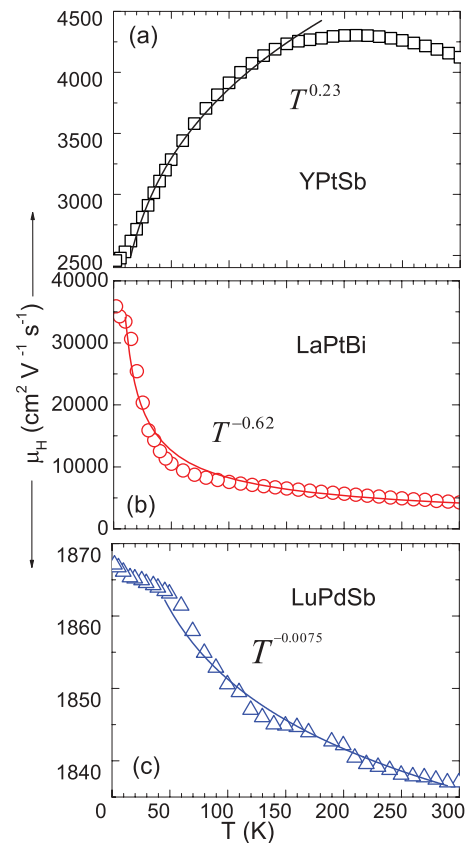 (a)
4500
4000
3500
3000
2500
T^0.23
YPtSb
μ_H (cm² V⁻¹ s⁻¹)
40000
30000
20000
10000
0
LaPtBi
T^−0.62
(b)
1870
1860
1850
1840
LuPdSb
T^−0.0075
(c)
0 50 100 150 200 250 300
T (K)